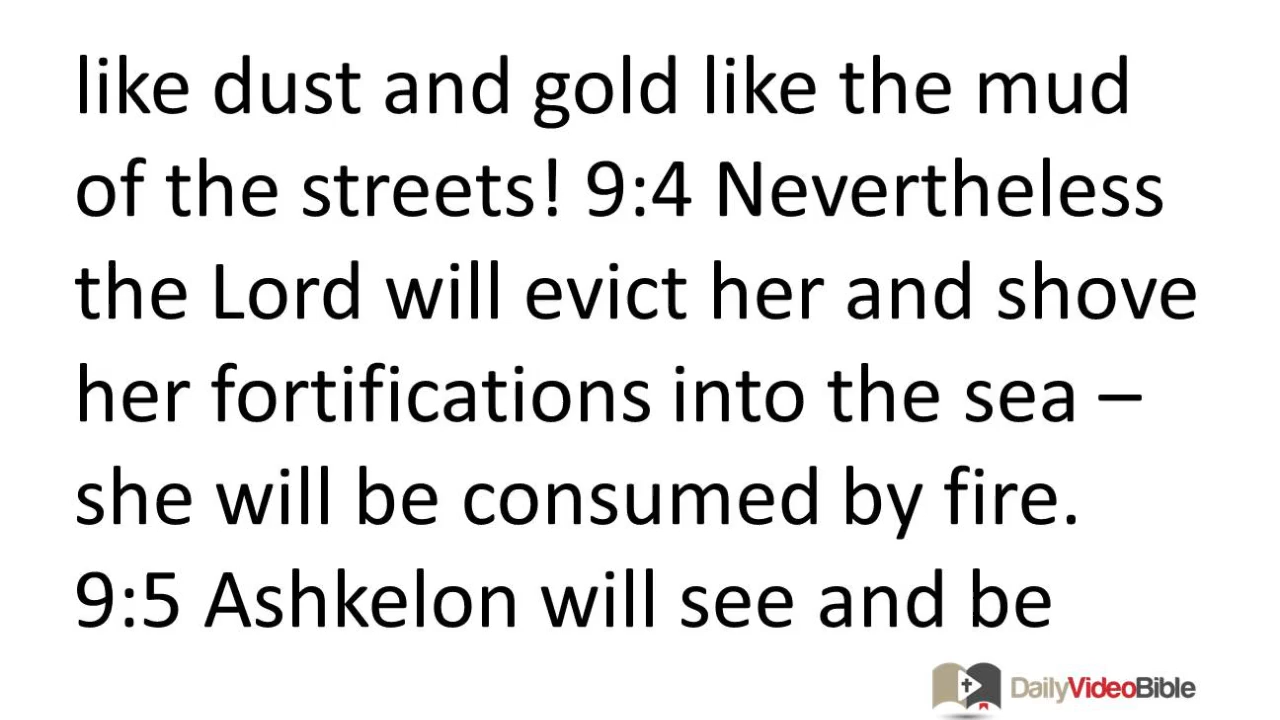 like dust and gold like the mud
of the streets! 9:4 Nevertheless
the Lord will evict her and shove
her fortifications into the sea –
she will be consumed by fire.
9:5 Ashkelon will see and be
DailyVideoBible